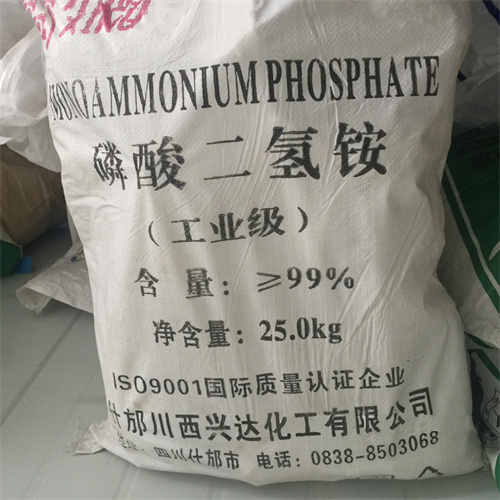 MONOAMMONIUM PHOSPHATE
磷酸二氢铵
（工业级）
含 量：≥99%
净含量：25.0kg
ISO9001国际质量认证企业
什邡川西兴达化工有限公司
地址：四川什邡市 电话：0838-8503068